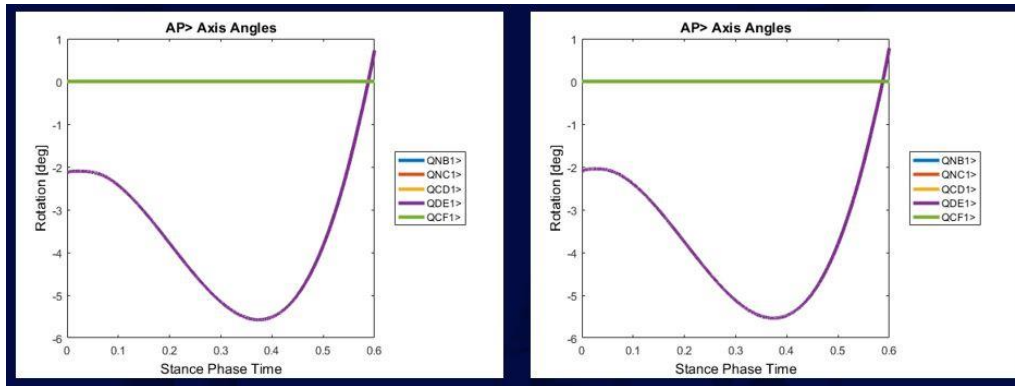 AP> Axis Angles
1
0
-1
-2
-3
-4
-5
-6
Rotation [deg]
0
0.1
0.2
0.3
0.4
0.5
0.6
Stance Phase Time
QNB1>
QNC1>
QCD1>
QDE1>
QCF1>
AP> Axis Angles
1
0
-1
-2
-3
-4
-5
-6
Rotation [deg]
0
0.1
0.2
0.3
0.4
0.5
0.6
Stance Phase Time
QNB1>
QNC1>
QCD1>
QDE1>
QCF1>